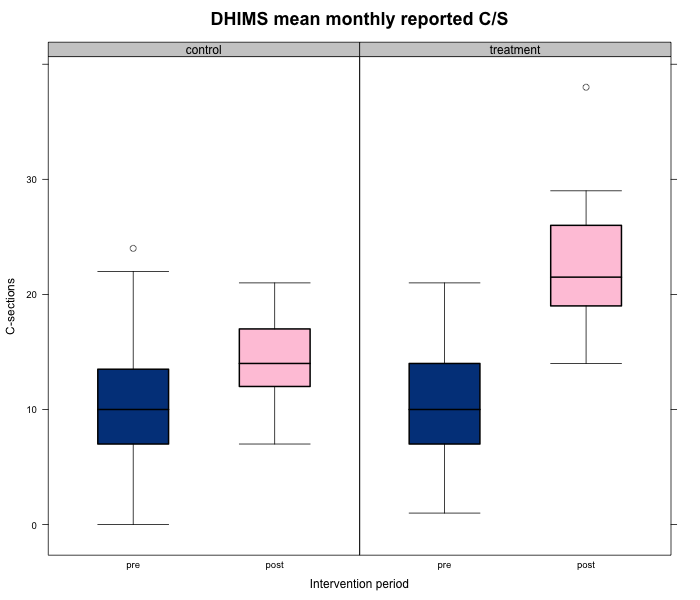 DHIMS mean monthly reported C/S
control treatment
30
20
10
0
C-sections
pre post pre post
Intervention period